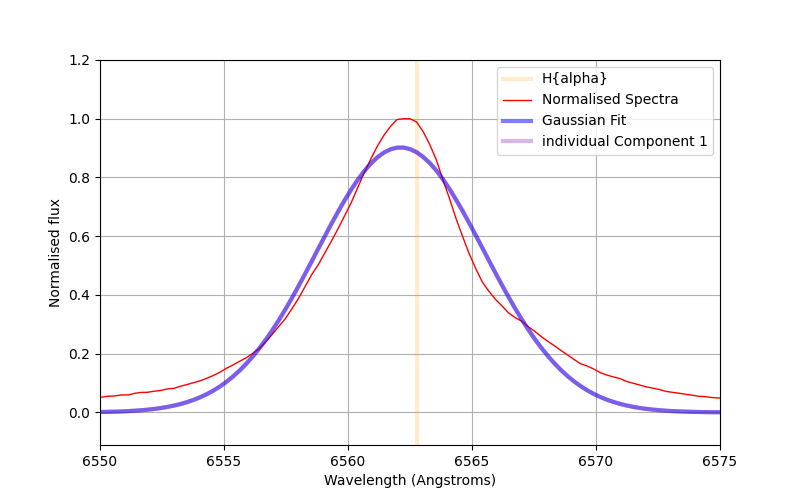 1.2
1.0
0.8
0.6
0.4
0.2
0.0
Normalised flux
H{alpha}
Normalised Spectra
Gaussian Fit
individual Component 1
6550 6555 6560 6565 6570 6575
Wavelength (Angstroms)